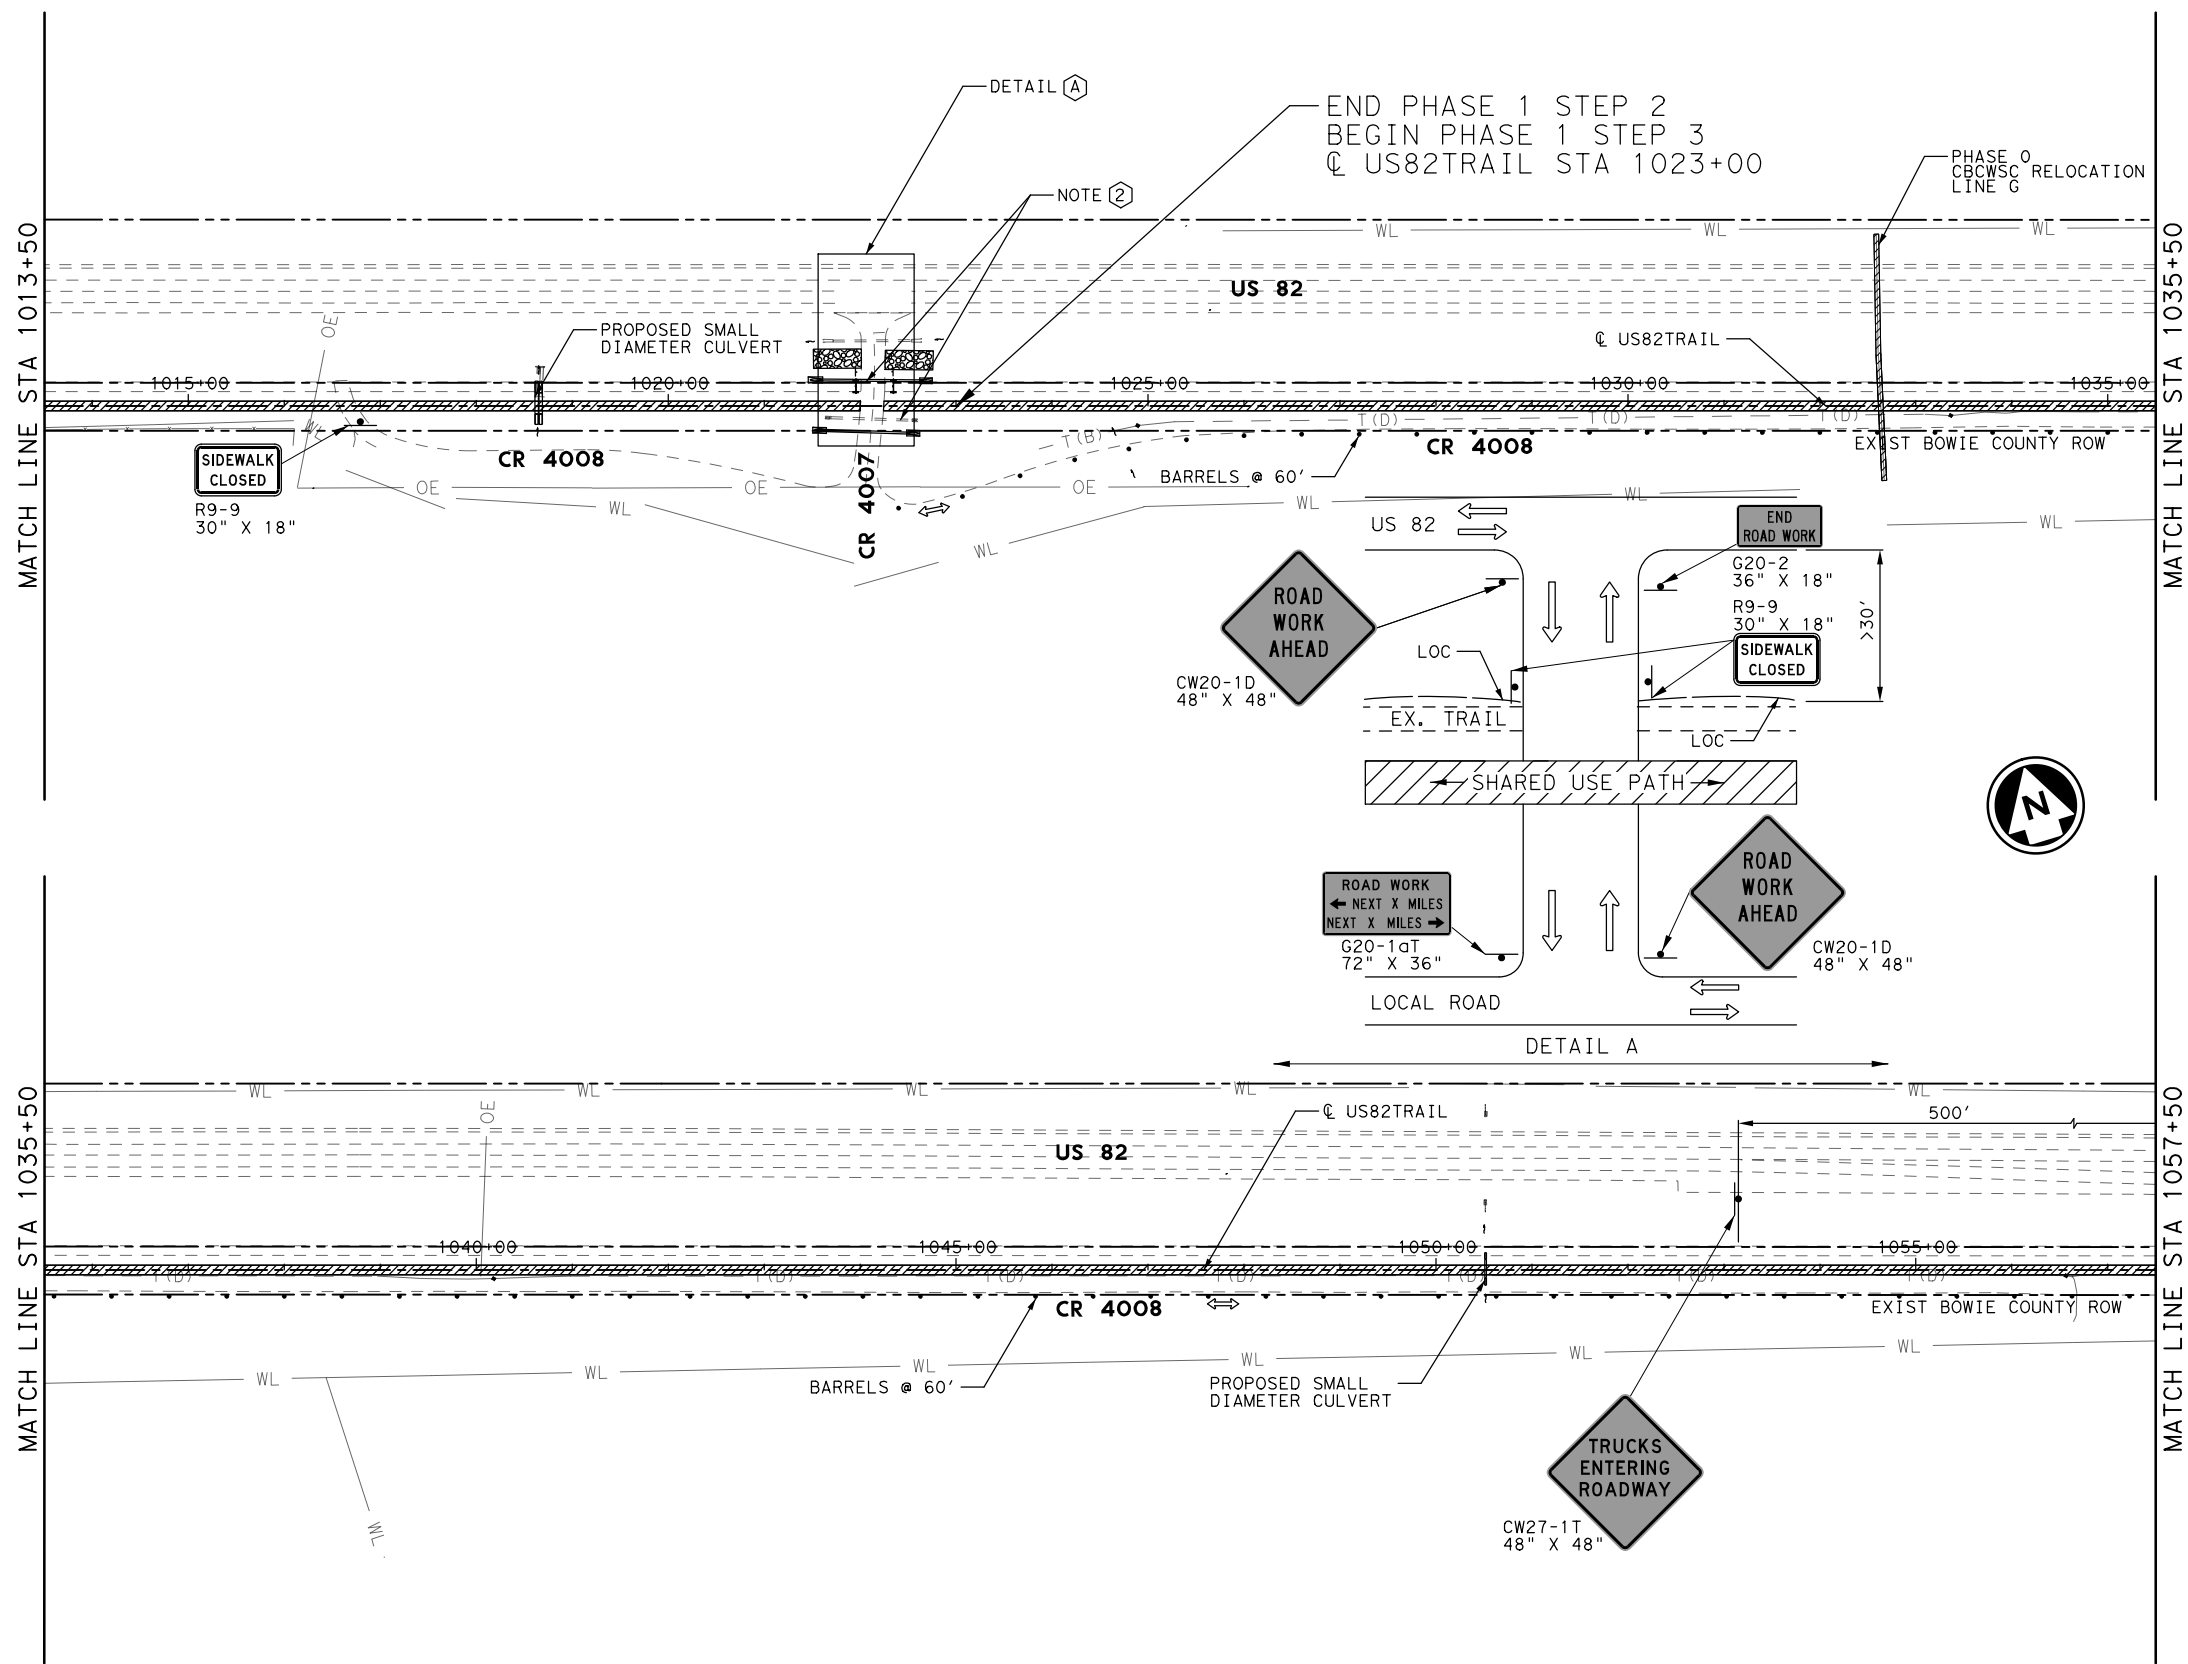 DETAIL A
END PHASE 1 STEP 2
BEGIN PHASE 1 STEP 3
℄ US82TRAIL STA 1023+00
PHASE 0
CBCWSC RELOCATION
LINE G
NOTE 2
MATCH LINE STA 1013+50
MATCH LINE STA 1035+50
WL
WL
WL
US 82
OE
PROPOSED SMALL
DIAMETER CULVERT
℄ US82TRAIL
1015+00
1020+00
1025+00
1030+00
1035+00
WL
T(B)
T(D)
T(D)
T(D)
EXIST BOWIE COUNTY ROW
SIDEWALK
CLOSED
R9-9
30" X 18"
CR 4008
CR 4007
CR 4008
BARRELS @ 60'
OE
OE
OE
WL
WL
WL
WL
WL
US 82
END
ROAD WORK
G20-2
36" X 18"
R9-9
30" X 18"
SIDEWALK
CLOSED
>30'
ROAD
WORK
AHEAD
CW20-1D
48" X 48"
LOC
EX. TRAIL
LOC
SHARED USE PATH
N
ROAD WORK
NEXT X MILES
NEXT X MILES
G20-1aT
72" X 36"
ROAD
WORK
AHEAD
CW20-1D
48" X 48"
LOCAL ROAD
DETAIL A
MATCH LINE STA 1035+50
MATCH LINE STA 1057+50
WL
WL
WL
WL
WL
OE
℄ US82TRAIL
500'
US 82
1040+00
1045+00
1050+00
1055+00
T(D)
T(D)
T(D)
T(D)
T(D)
T(D)
T(D)
CR 4008
EXIST BOWIE COUNTY ROW
WL
WL
WL
WL
WL
WL
BARRELS @ 60'
PROPOSED SMALL
DIAMETER CULVERT
TRUCKS
ENTERING
ROADWAY
CW27-1T
48" X 48"
WL